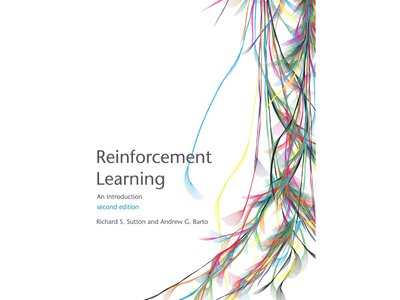 Reinforcement
Learning
An Introduction
second edition
Richard S. Sutton and Andrew G. Barto